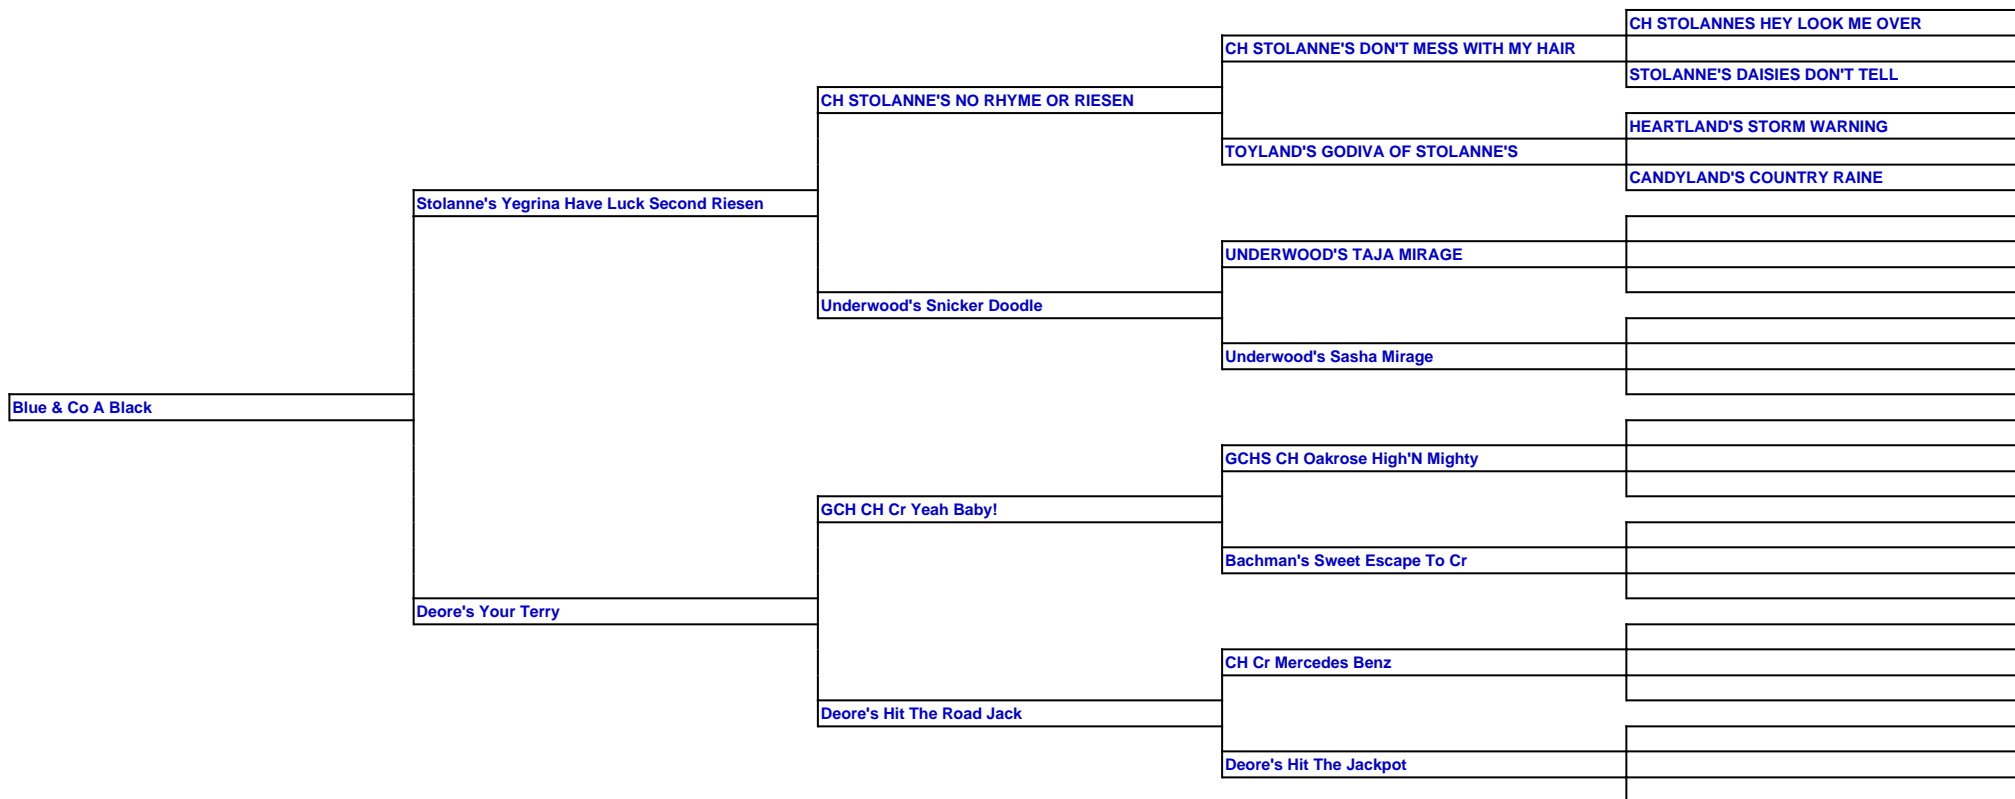 CH STOLANNES HEY LOOK ME OVER
CH STOLANNE'S DON'T MESS WITH MY HAIR
STOLANNE'S DAISIES DON'T TELL
CH STOLANNE'S NO RHYME OR RIESEN
HEARTLAND'S STORM WARNING
TOYLAND'S GODIVA OF STOLANNE'S
CANDYLAND'S COUNTRY RAINE
Stolanne's Yegrina Have Luck Second Riesen
UNDERWOOD'S TAJA MIRAGE
Underwood's Snicker Doodle
Underwood's Sasha Mirage
Blue & Co A Black
GCHS CH Oakrose High'N Mighty
GCH CH Cr Yeah Baby!
Bachman's Sweet Escape To Cr
Deore's Your Terry
CH Cr Mercedes Benz
Deore's Hit The Road Jack
Deore's Hit The Jackpot